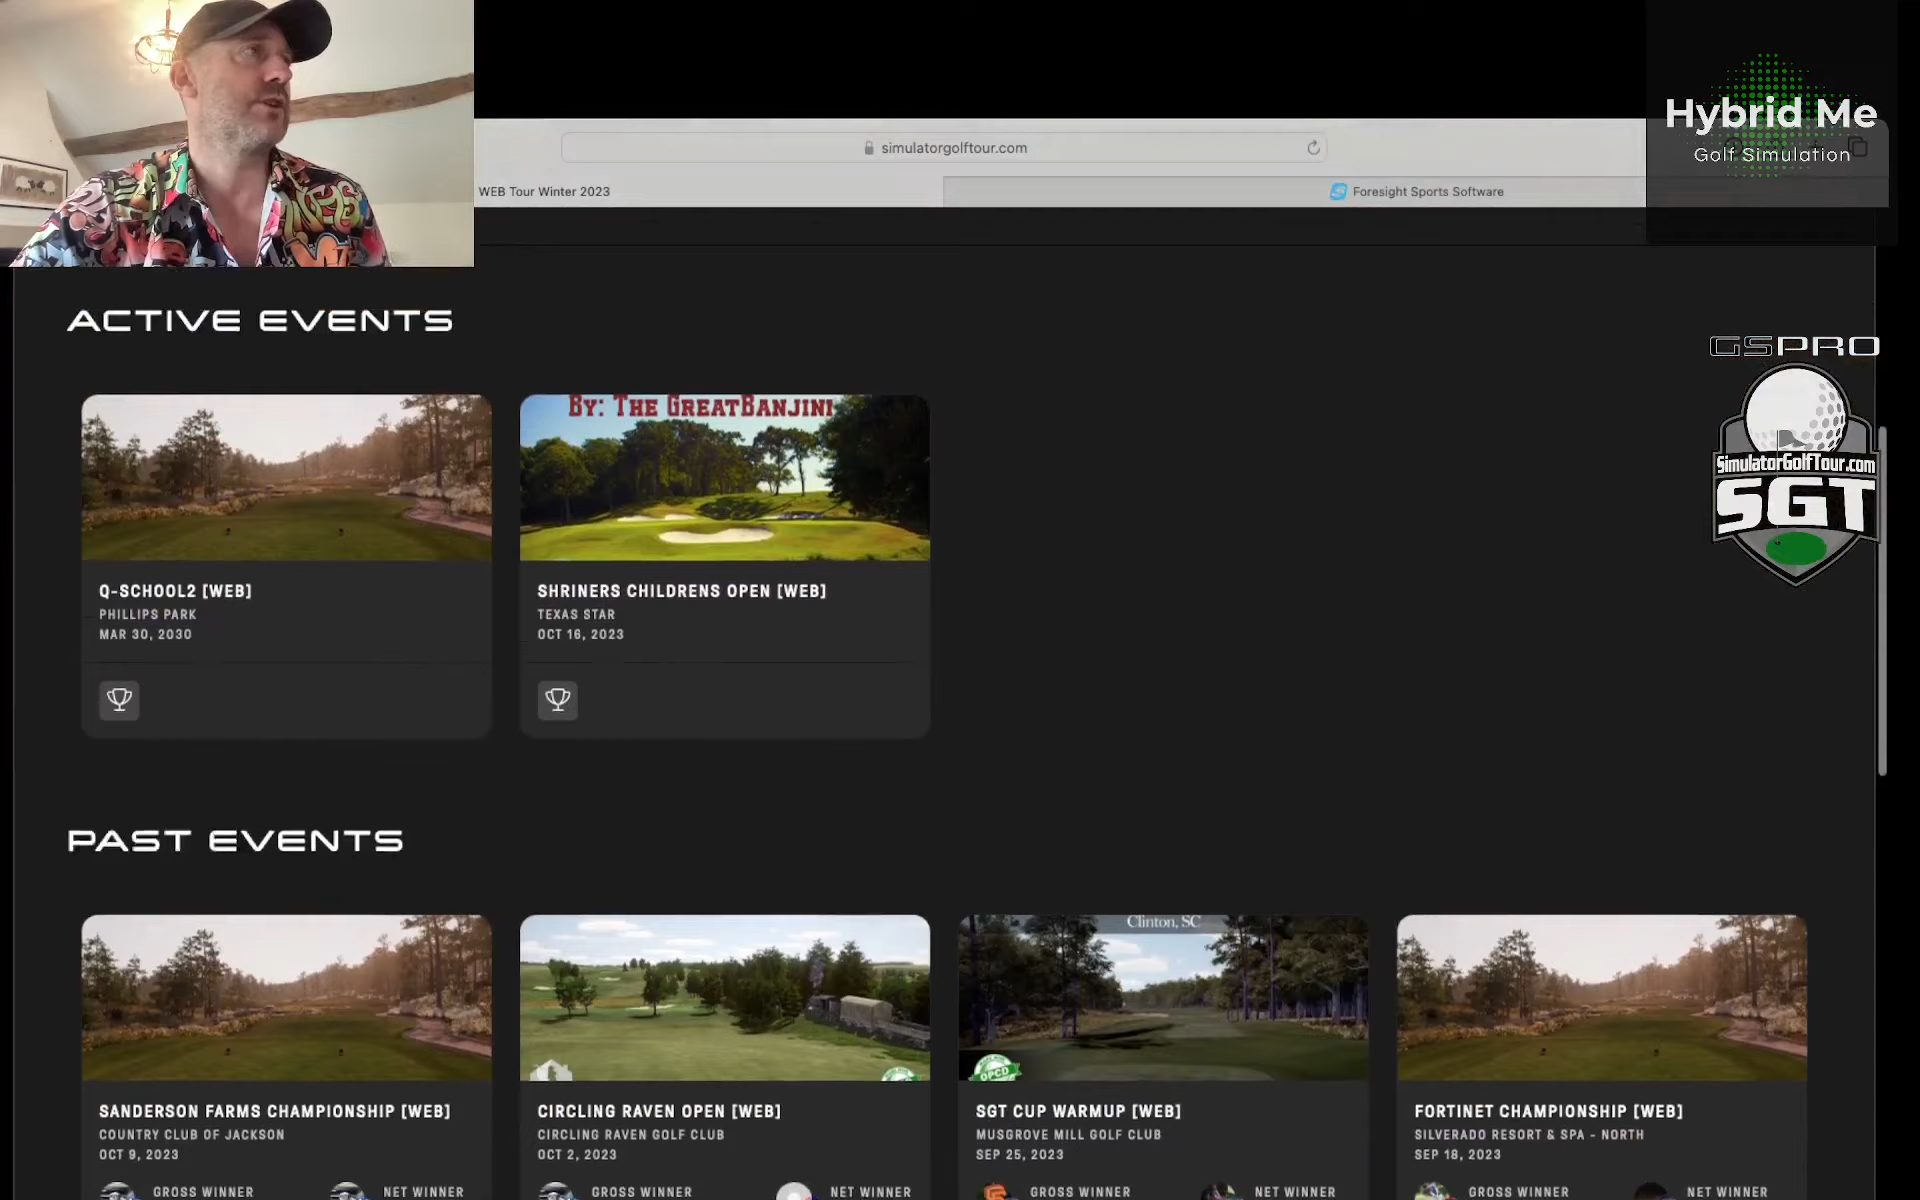 Hybrid Me
Golf Simulation
simulatorgolftour.com
WEB Tour Winter 2023
Foresight Sports Software
ACTIVE EVENTS
GSPRO
SimulatorGolfTour.com
SGT
BY: THE GREATBANJINI
Q-SCHOOL2 [WEB]
PHILLIPS PARK
MAR 30, 2030
SHRINERS CHILDRENS OPEN [WEB]
TEXAS STAR
OCT 16, 2023
PAST EVENTS
Clinton, SC
OPCD
SANDERSON FARMS CHAMPIONSHIP [WEB]
COUNTRY CLUB OF JACKSON
OCT 9, 2023
GROSS WINNER
NET WINNER
CIRCLING RAVEN OPEN [WEB]
CIRCLING RAVEN GOLF CLUB
OCT 2, 2023
GROSS WINNER
NET WINNER
SGT CUP WARMUP [WEB]
MUSGROVE MILL GOLF CLUB
SEP 25, 2023
GROSS WINNER
NET WINNER
FORTINET CHAMPIONSHIP [WEB]
SILVERADO RESORT & SPA - NORTH
SEP 18, 2023
GROSS WINNER
NET WINNER